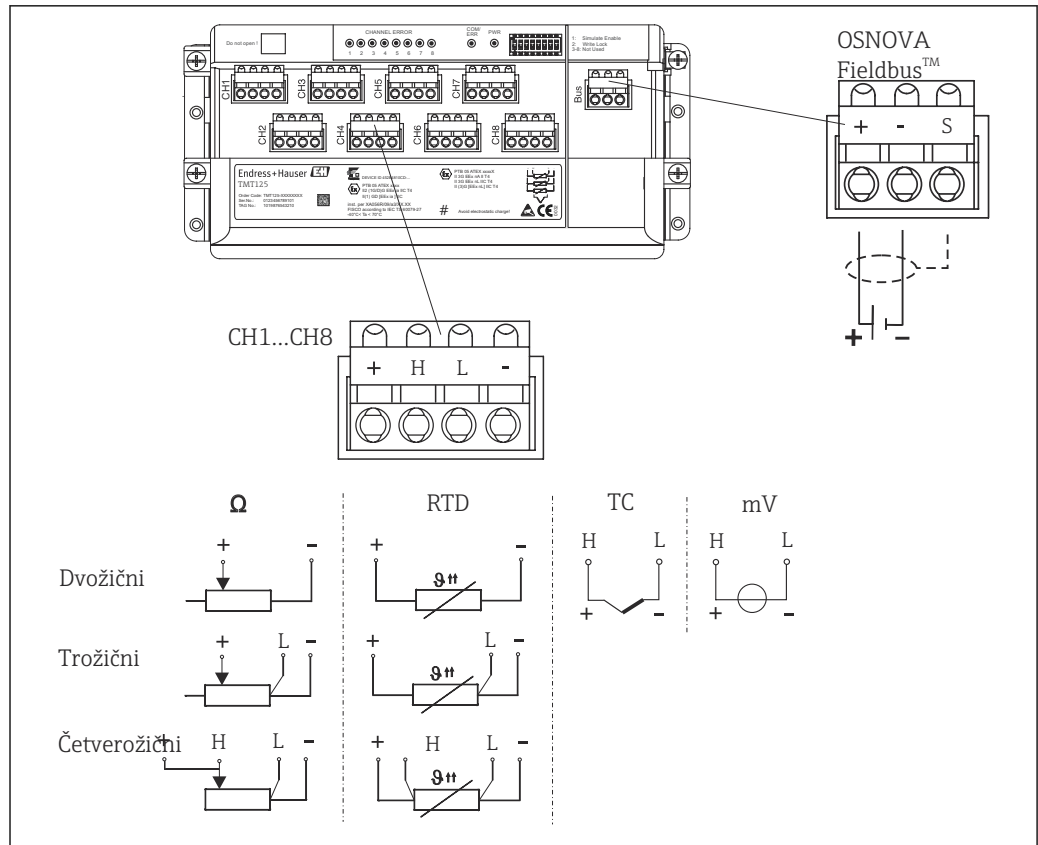 Do not open !
CHANNEL ERROR
1 2 3 4 5 6 7 8
COM/
ERR
PWR
1: Simulate Enable
2: Write Lock
3-8: Not Used
CH1
CH3
CH5
CH7
Bus
CH2
CH4
CH6
CH8
Endress+Hauser
TMT125
#
Avoid electrostatic charge!
OSNOVA
Fieldbus™
+ - S
+ -
CH1...CH8
+ H L -
Ω RTD TC mV
H L H L
+ - + -
Dvožični
+ - + -
Trožični
+ L - + L -
Četverožični
+ H L - + H L -